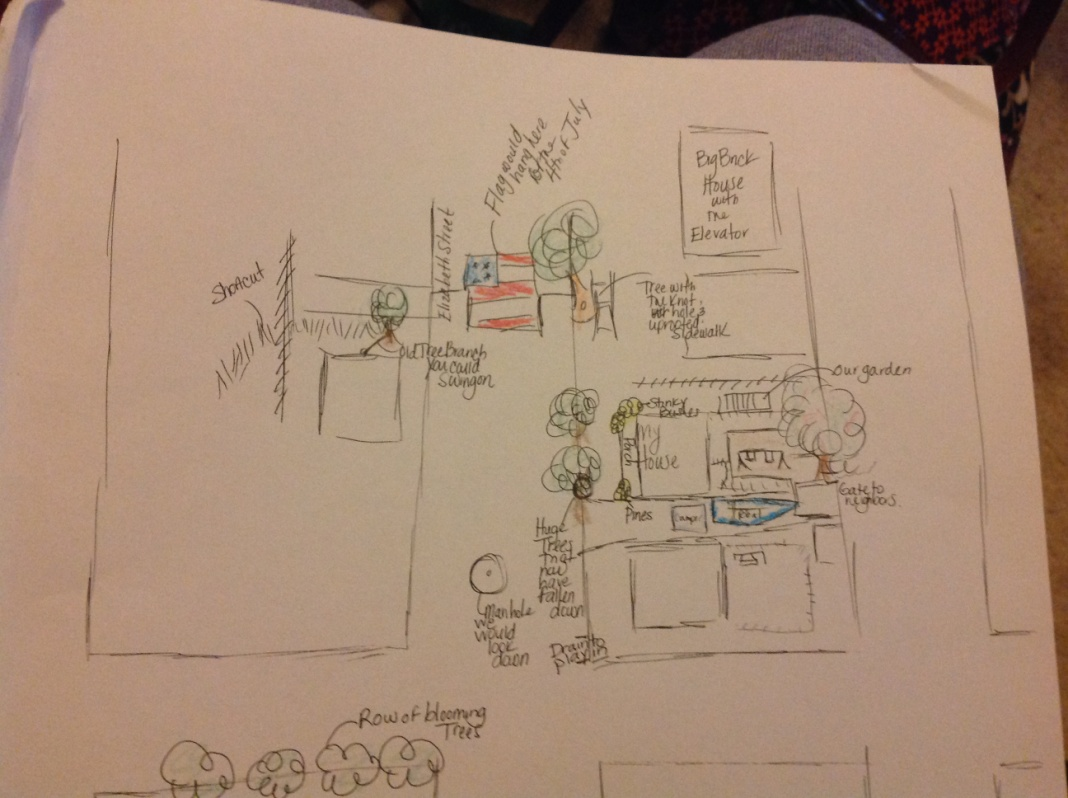 Flag would
hang here
for the
4th of July
Big Brick
House
with
the
Elevator
Elizabeth Street
Shortcut
Tree with
the Knot,
hole &
uprooted
sidewalk
Old Tree Branch
you could
swing on
our garden
Stinky
Bushes
My
House
Porch
Pines
Gate to
neighbors.
Huge
Trees
that
now
have
fallen
down
Manhole
we
would
look
down
Drain to
play in
Row of blooming
Trees